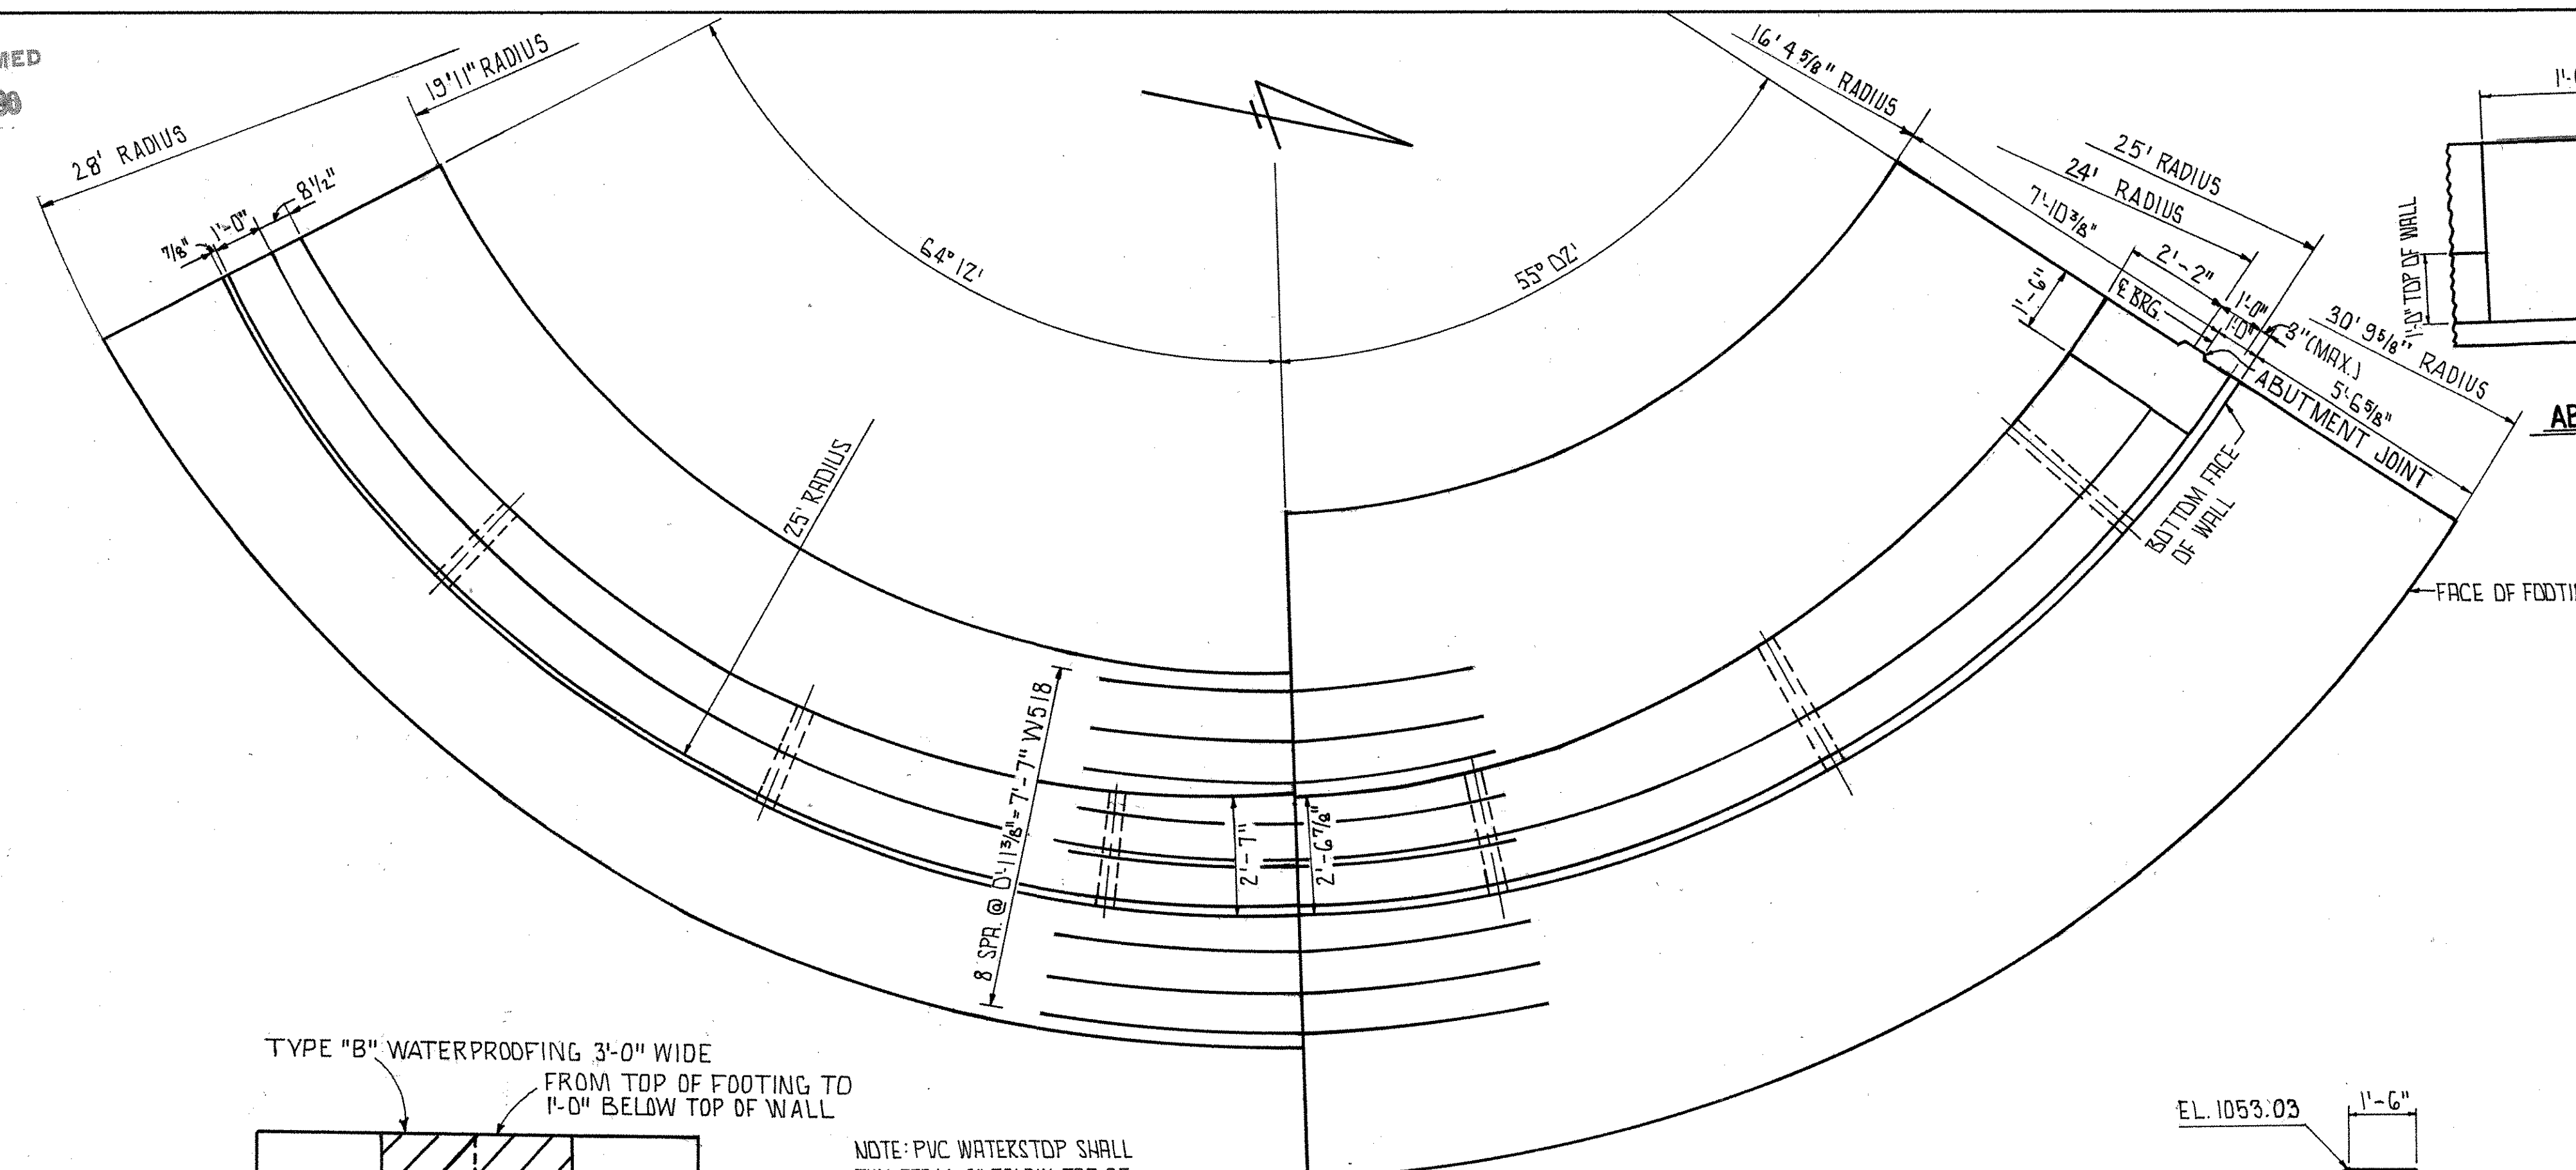 28' RADIUS
19'11" RADIUS
7/8"
1'-0"
8 1/2"
64° 12'
55° 02'
16' 4 5/8" RADIUS
25' RADIUS
24' RADIUS
7'-10 3/8"
2'-2"
1'-6"
℄ BRG.
1'-0"
1'-0"
3" (MAX.)
30' 9 5/8" RADIUS
5'-6 5/8"
ABUTMENT JOINT
BOTTOM FACE
OF WALL
1'-0" TOP OF WALL
25' RADIUS
8 SPA. @ 0'-11 3/8" = 7'-7" W518
2'-7"
2'-6 7/8"
FACE OF
TYPE "B" WATERPROOFING 3'-0" WIDE
FROM TOP OF FOOTING TO
1'-0" BELOW TOP OF WALL
NOTE: PVC WATERSTOP SHALL
EL. 1053.03
1'-6"